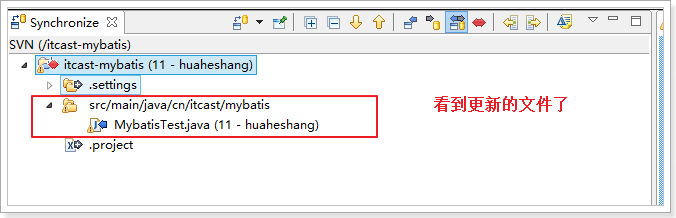 Synchronize
SVN (/itcast-mybatis)
itcast-mybatis (11 - huaheshang)
.settings
src/main/java/cn/itcast/mybatis
看到更新的文件了
MybatisTest.java (11 - huaheshang)
.project